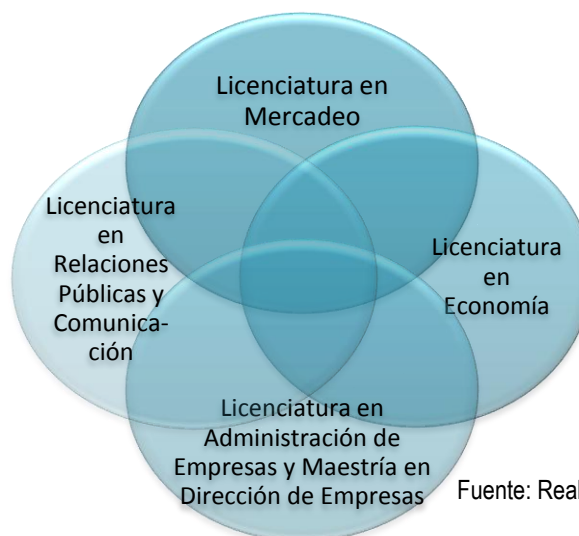 Licenciatura en
Mercadeo
Licenciatura
en
Relaciones
Públicas y
Comunica-
ción
Licenciatura
en
Economía
Licenciatura en
Administración de
Empresas y Maestría en
Dirección de Empresas
Fuente: Real